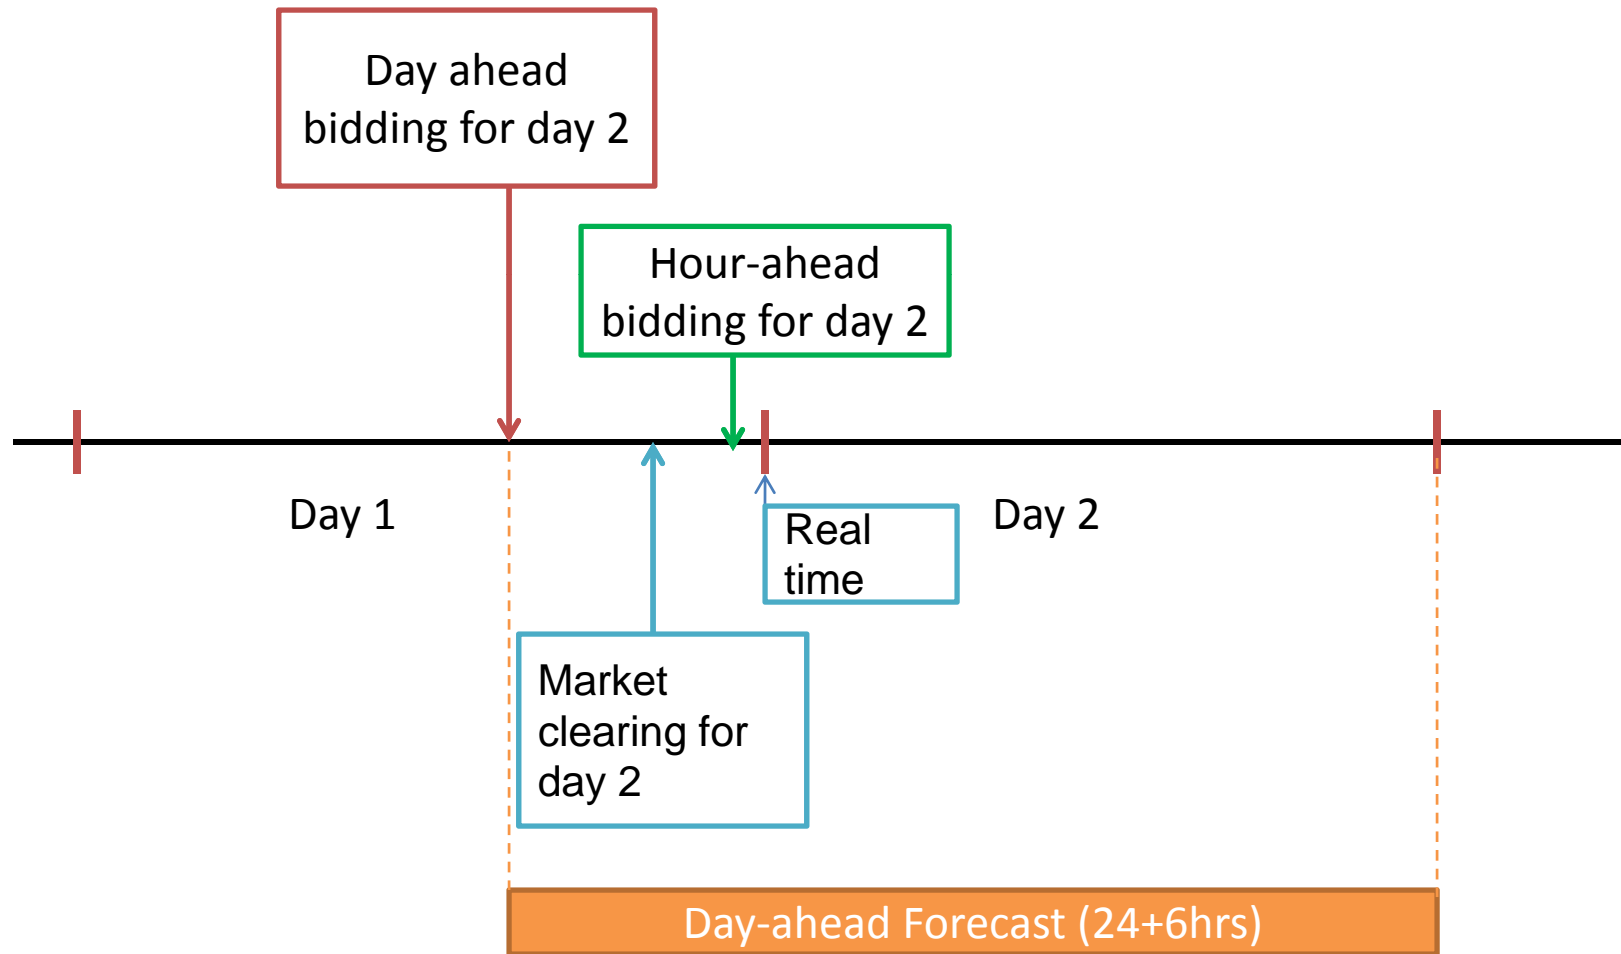 Day ahead
bidding for day 2
Hour-ahead
bidding for day 2
Day 1
Real
time
Day 2
Market
clearing for
day 2
Day-ahead Forecast (24+6hrs)